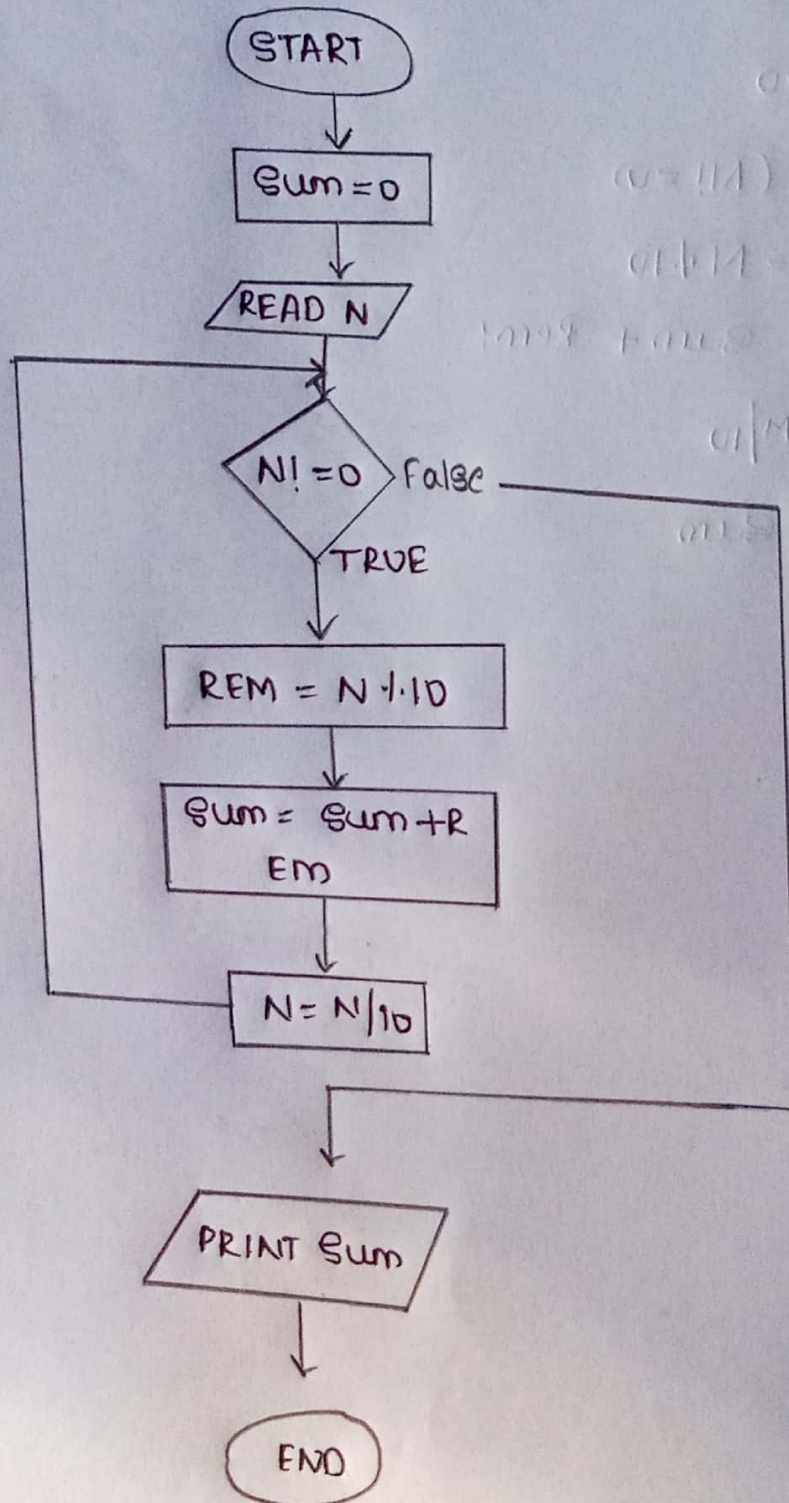 START
Sum=0
READ N
N!=0 False
TRUE
REM = N%10
Sum = Sum+R
Em
N=N/10
PRINT Sum
END